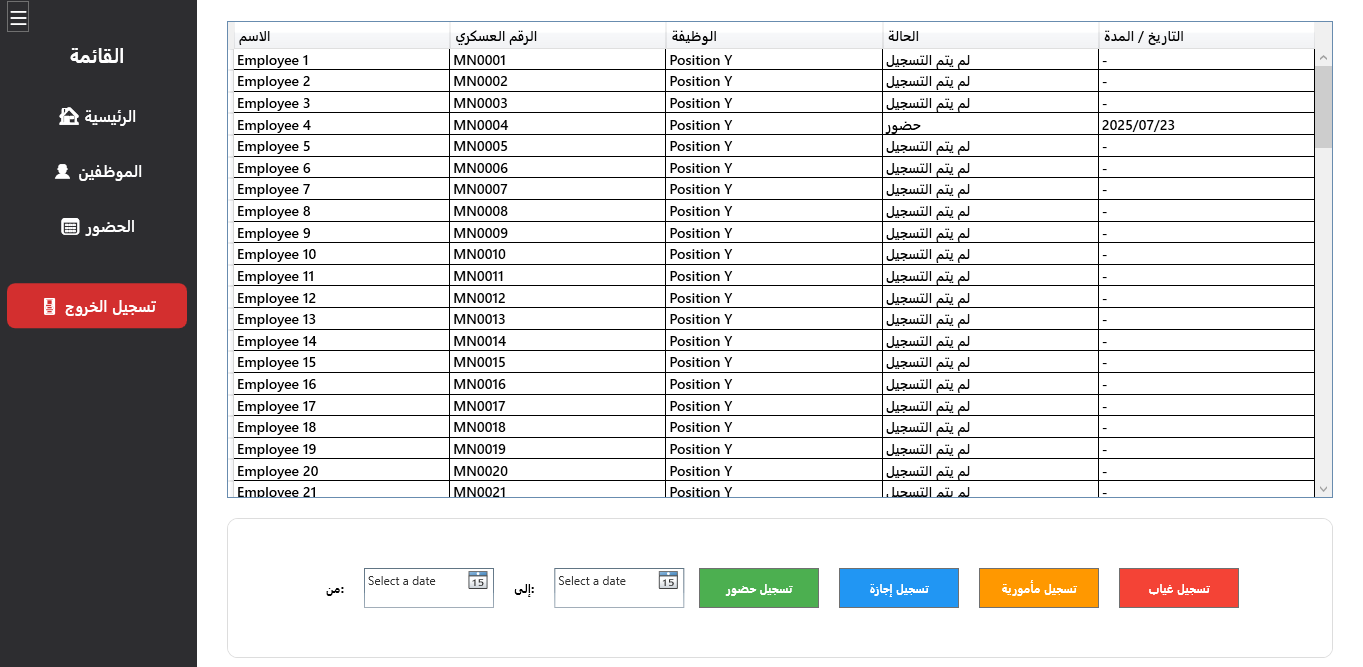 القائمة
الرئيسية
الموظفين
الحضور
تسجيل الخروج
الاسم الرقم العسكري الوظيفة الحالة التاريخ / المدة
Employee 1 MN0001 Position Y لم يتم التسجيل -
Employee 2 MN0002 Position Y لم يتم التسجيل -
Employee 3 MN0003 Position Y لم يتم التسجيل -
Employee 4 MN0004 Position Y حضور 2025/07/23
Employee 5 MN0005 Position Y لم يتم التسجيل -
Employee 6 MN0006 Position Y لم يتم التسجيل -
Employee 7 MN0007 Position Y لم يتم التسجيل -
Employee 8 MN0008 Position Y لم يتم التسجيل -
Employee 9 MN0009 Position Y لم يتم التسجيل -
Employee 10 MN0010 Position Y لم يتم التسجيل -
Employee 11 MN0011 Position Y لم يتم التسجيل -
Employee 12 MN0012 Position Y لم يتم التسجيل -
Employee 13 MN0013 Position Y لم يتم التسجيل -
Employee 14 MN0014 Position Y لم يتم التسجيل -
Employee 15 MN0015 Position Y لم يتم التسجيل -
Employee 16 MN0016 Position Y لم يتم التسجيل -
Employee 17 MN0017 Position Y لم يتم التسجيل -
Employee 18 MN0018 Position Y لم يتم التسجيل -
Employee 19 MN0019 Position Y لم يتم التسجيل -
Employee 20 MN0020 Position Y لم يتم التسجيل -
Employee 21 MN0021 Position Y لم يتم التسجيل -
من: Select a date 15 إلى: Select a date 15 تسجيل حضور تسجيل إجازة تسجيل مأمورية تسجيل غياب